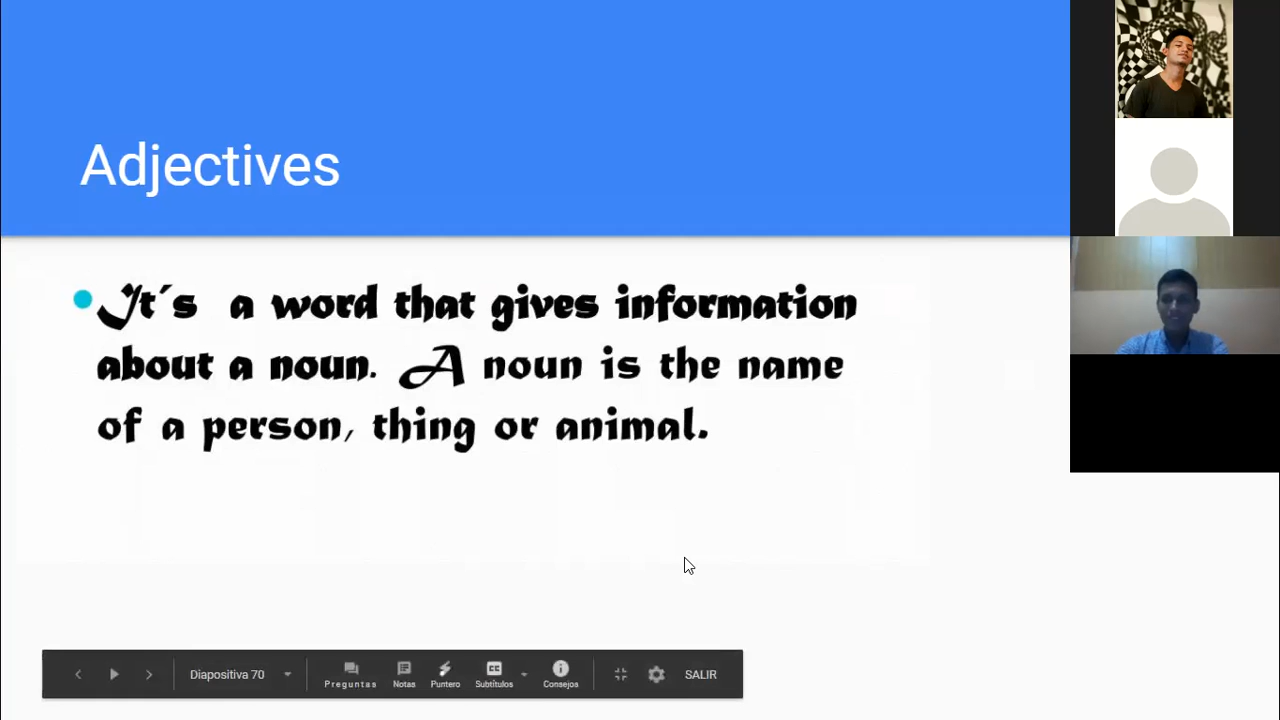 Adjectives
It´s a word that gives information
about a noun. A noun is the name
of a person, thing or animal.
Diapositiva 70
Preguntas
Notas
Puntero
Subtítulos
Consejos
SALIR